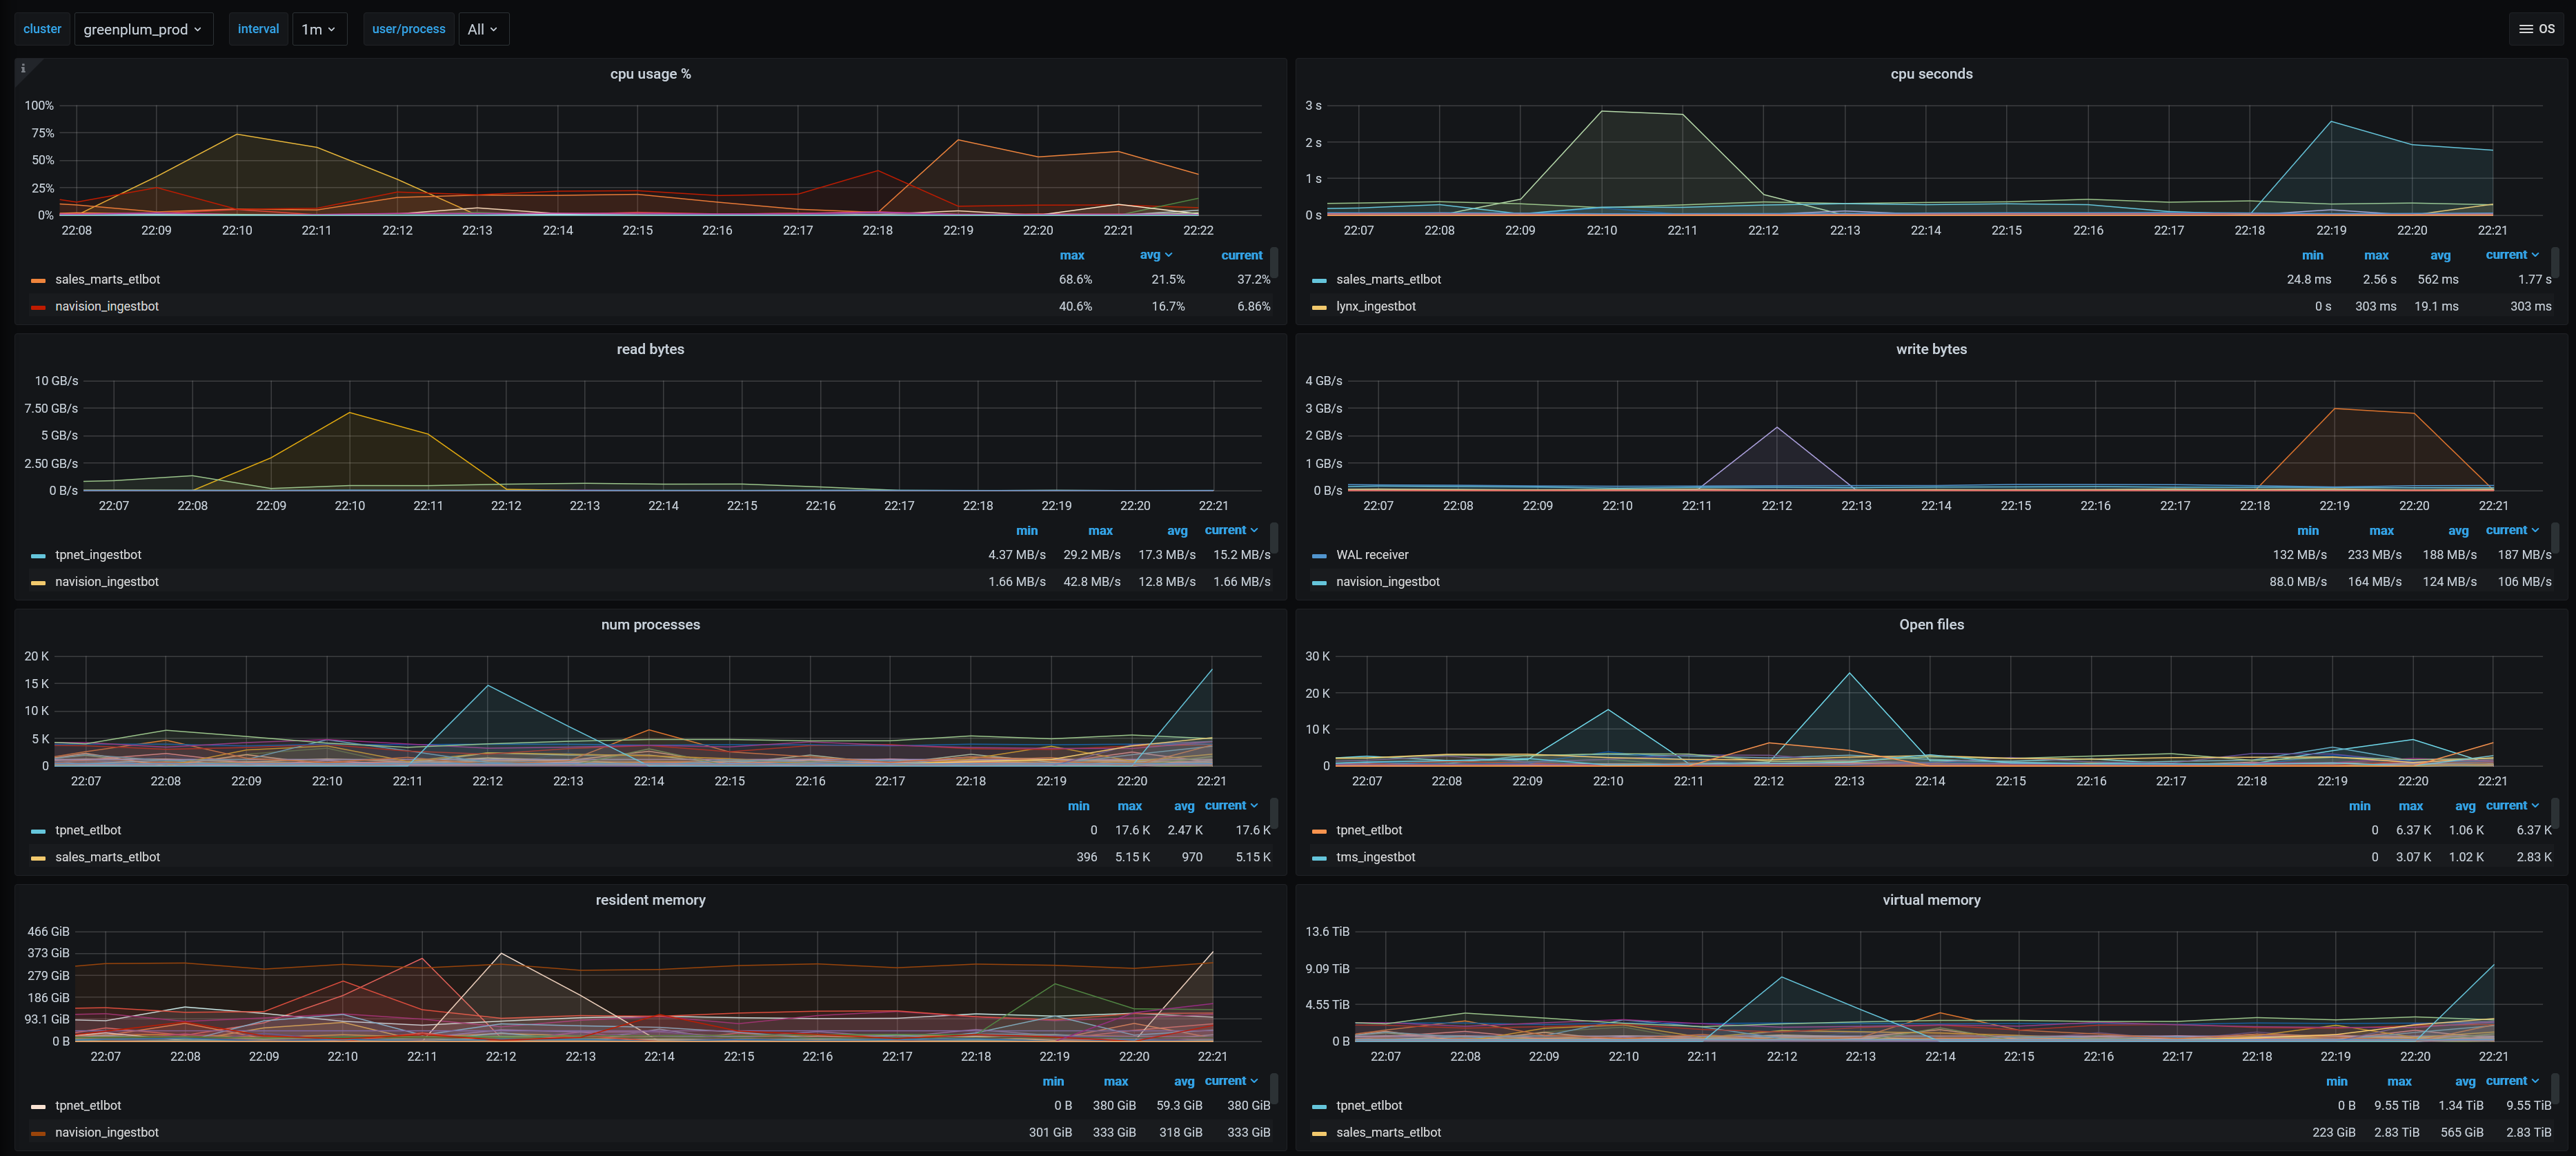 cluster greenplum_prod interval 1m user/process All OS
cpu usage %
100%
75%
50%
25%
0%
22:08 22:09 22:10 22:11 22:12 22:13 22:14 22:15 22:16 22:17 22:18 22:19 22:20 22:21 22:22
max avg current
sales_marts_etlbot 68.6% 21.5% 37.2%
navision_ingestbot 40.6% 16.7% 6.86%
cpu seconds
3 s
2 s
1 s
0 s
22:07 22:08 22:09 22:10 22:11 22:12 22:13 22:14 22:15 22:16 22:17 22:18 22:19 22:20 22:21
min max avg current
sales_marts_etlbot 24.8 ms 2.56 s 562 ms 1.77 s
lynx_ingestbot 0 s 303 ms 19.1 ms 303 ms
read bytes
10 GB/s
7.50 GB/s
5 GB/s
2.50 GB/s
0 B/s
22:07 22:08 22:09 22:10 22:11 22:12 22:13 22:14 22:15 22:16 22:17 22:18 22:19 22:20 22:21
min max avg current
tpnet_ingestbot 4.37 MB/s 29.2 MB/s 17.3 MB/s 15.2 MB/s
navision_ingestbot 1.66 MB/s 42.8 MB/s 12.8 MB/s 1.66 MB/s
write bytes
4 GB/s
3 GB/s
2 GB/s
1 GB/s
0 B/s
22:07 22:08 22:09 22:10 22:11 22:12 22:13 22:14 22:15 22:16 22:17 22:18 22:19 22:20 22:21
min max avg current
WAL receiver 132 MB/s 233 MB/s 188 MB/s 187 MB/s
navision_ingestbot 88.0 MB/s 164 MB/s 124 MB/s 106 MB/s
num processes
20 K
15 K
10 K
5 K
0
22:07 22:08 22:09 22:10 22:11 22:12 22:13 22:14 22:15 22:16 22:17 22:18 22:19 22:20 22:21
min max avg current
tpnet_etlbot 0 17.6 K 2.47 K 17.6 K
sales_marts_etlbot 396 5.15 K 970 5.15 K
Open files
30 K
20 K
10 K
0
22:07 22:08 22:09 22:10 22:11 22:12 22:13 22:14 22:15 22:16 22:17 22:18 22:19 22:20 22:21
min max avg current
tpnet_etlbot 0 6.37 K 1.06 K 6.37 K
tms_ingestbot 0 3.07 K 1.02 K 2.83 K
resident memory
466 GiB
373 GiB
279 GiB
186 GiB
93.1 GiB
0 B
22:07 22:08 22:09 22:10 22:11 22:12 22:13 22:14 22:15 22:16 22:17 22:18 22:19 22:20 22:21
min max avg current
tpnet_etlbot 0 B 380 GiB 59.3 GiB 380 GiB
navision_ingestbot 301 GiB 333 GiB 318 GiB 333 GiB
virtual memory
13.6 TiB
9.09 TiB
4.55 TiB
0 B
22:07 22:08 22:09 22:10 22:11 22:12 22:13 22:14 22:15 22:16 22:17 22:18 22:19 22:20 22:21
min max avg current
tpnet_etlbot 0 B 9.55 TiB 1.34 TiB 9.55 TiB
sales_marts_etlbot 223 GiB 2.83 TiB 565 GiB 2.83 TiB